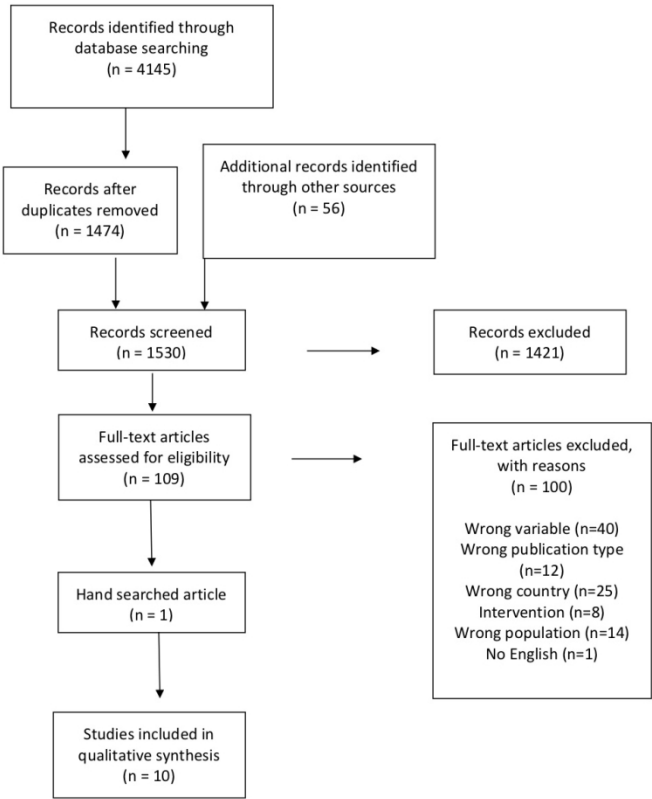 Records identified through
database searching
(n = 4145)
Additional records identified
through other sources
(n = 56)
Records after
duplicates removed
(n = 1474)
Records screened
(n = 1530)
Records excluded
(n = 1421)
Full-text articles
assessed for eligibility
(n = 109)
Full-text articles excluded,
with reasons
(n = 100)
Wrong variable (n=40)
Wrong publication type
(n=12)
Wrong country (n=25)
Intervention (n=8)
Wrong population (n=14)
No English (n=1)
Hand searched article
(n = 1)
Studies included in
qualitative synthesis
(n = 10)